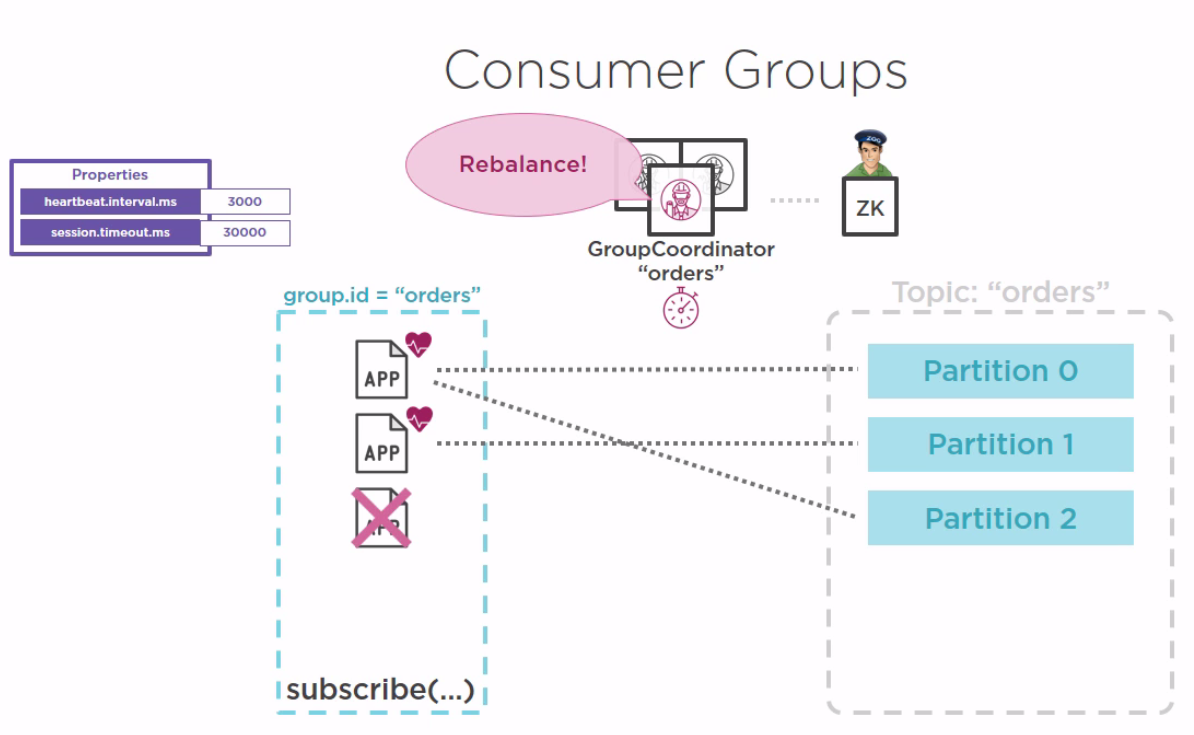 Consumer Groups
Rebalance!
Properties
heartbeat.interval.ms 3000
session.timeout.ms 30000
ZK
GroupCoordinator
“orders”
group.id = “orders”
Topic: “orders”
APP
Partition 0
APP
Partition 1
APP
Partition 2
subscribe(...)